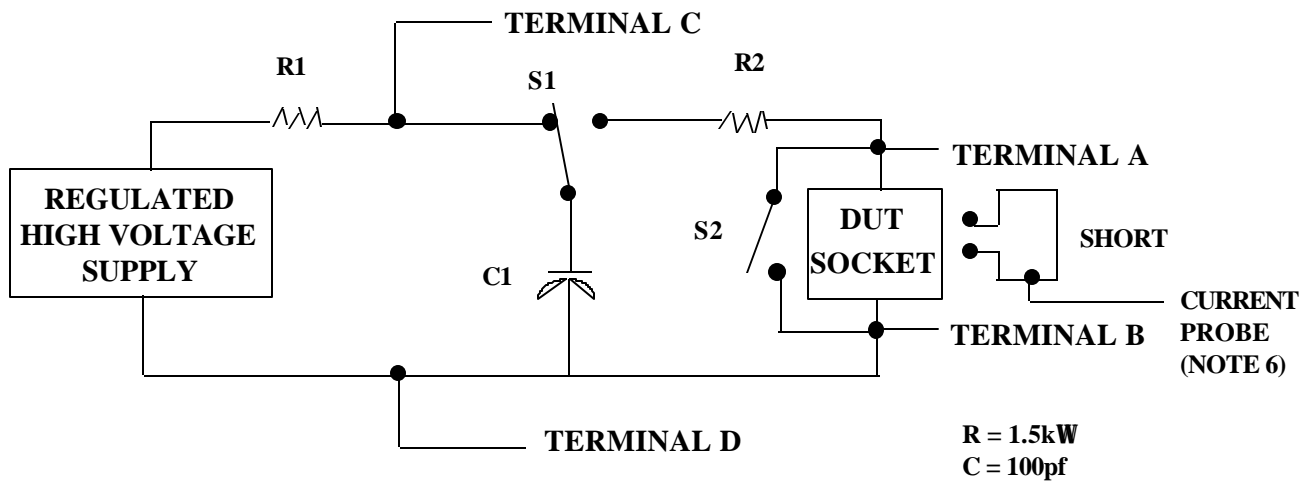 TERMINAL C
R1
S1
R2
TERMINAL A
REGULATED
HIGH VOLTAGE
SUPPLY
S2
DUT
SOCKET
SHORT
C1
CURRENT
PROBE
(NOTE 6)
TERMINAL B
TERMINAL D
R = 1.5kW
C = 100pf